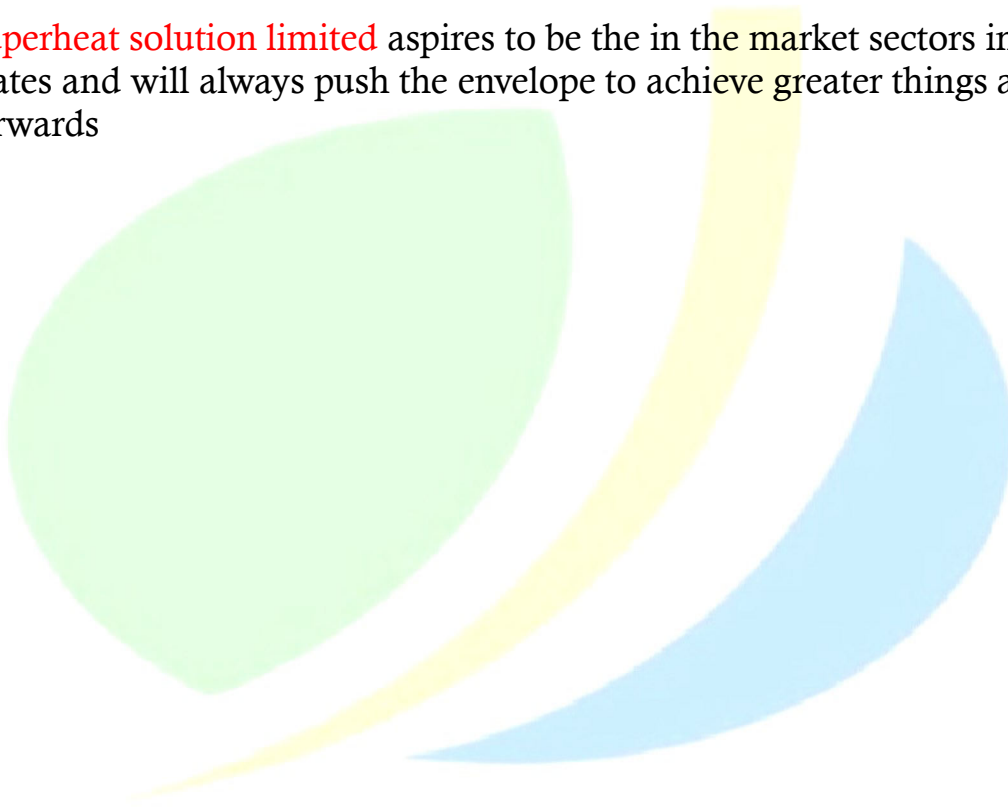 perheat solution limited aspires to be the in the market sectors in
ates and will always push the envelope to achieve greater things a
rwards